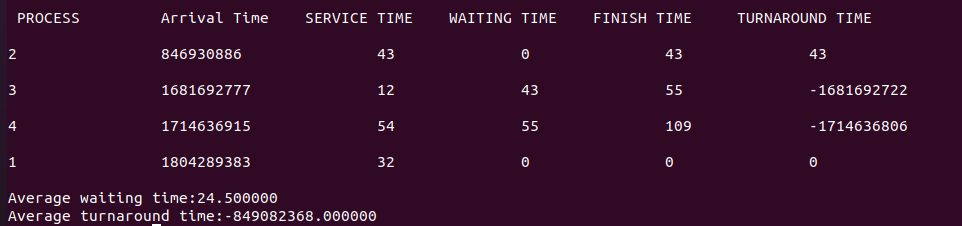 PROCESS Arrival Time SERVICE TIME WAITING TIME FINISH TIME TURNAROUND TIME
2 846930886 43 0 43 43
3 1681692777 12 43 55 -1681692722
4 1714636915 54 55 109 -1714636806
1 1804289383 32 0 0 0
Average waiting time:24.500000
Average turnaround time:-849082368.000000